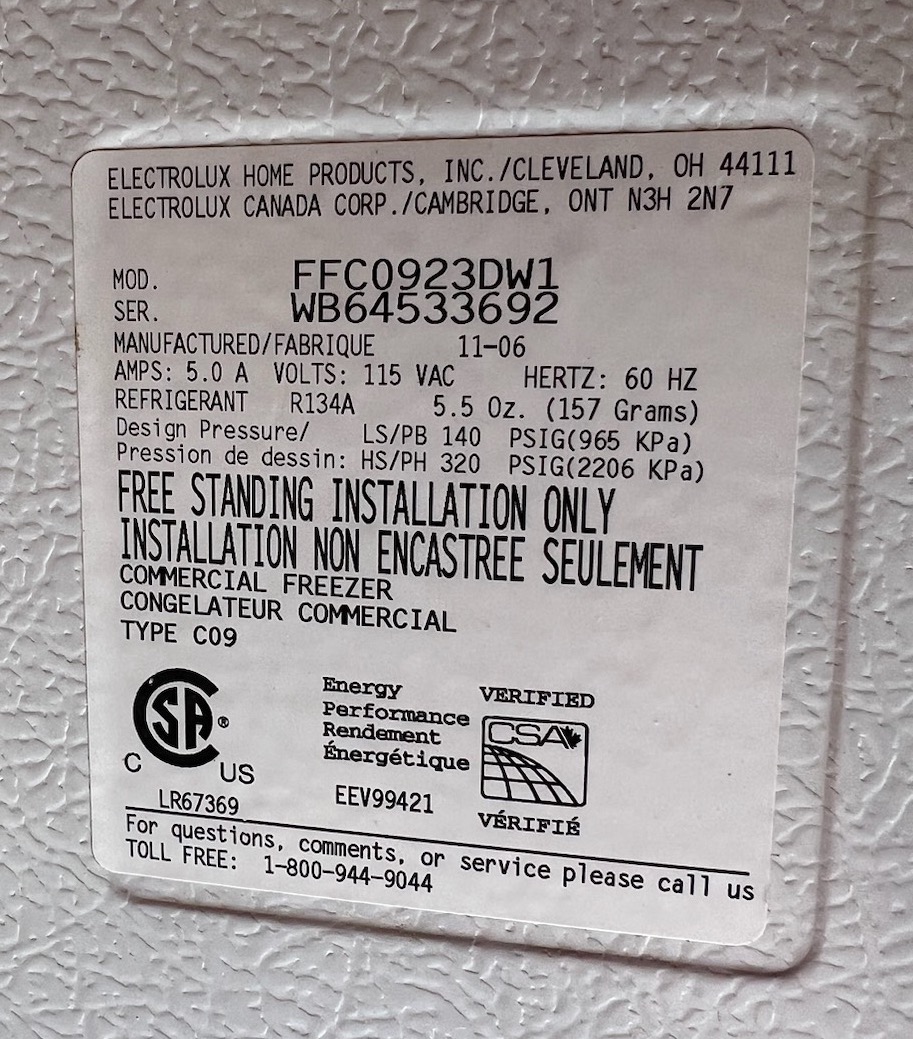 ELECTROLUX HOME PRODUCTS, INC./CLEVELAND, OH 44111
ELECTROLUX CANADA CORP./CAMBRIDGE, ONT N3H 2N7
MOD. FFC0923DW1
SER. WB64533692
MANUFACTURED/FABRIQUE 11-06
AMPS: 5.0 A VOLTS: 115 VAC HERTZ: 60 HZ
REFRIGERANT R134A 5.5 Oz. (157 Grams)
Design Pressure/ LS/PB 140 PSIG(965 KPa)
Pression de dessin: HS/PH 320 PSIG(2206 KPa)
FREE STANDING INSTALLATION ONLY
INSTALLATION NON ENCASTREE SEULEMENT
COMMERCIAL FREEZER
CONGELATEUR COMMERCIAL
TYPE C09
SA®
C US
LR67369
Energy
Performance
Rendement
Énergétique
EEV99421
VERIFIED
CSA
VÉRIFIÉ
For questions, comments, or service please call us
TOLL FREE: 1-800-944-9044